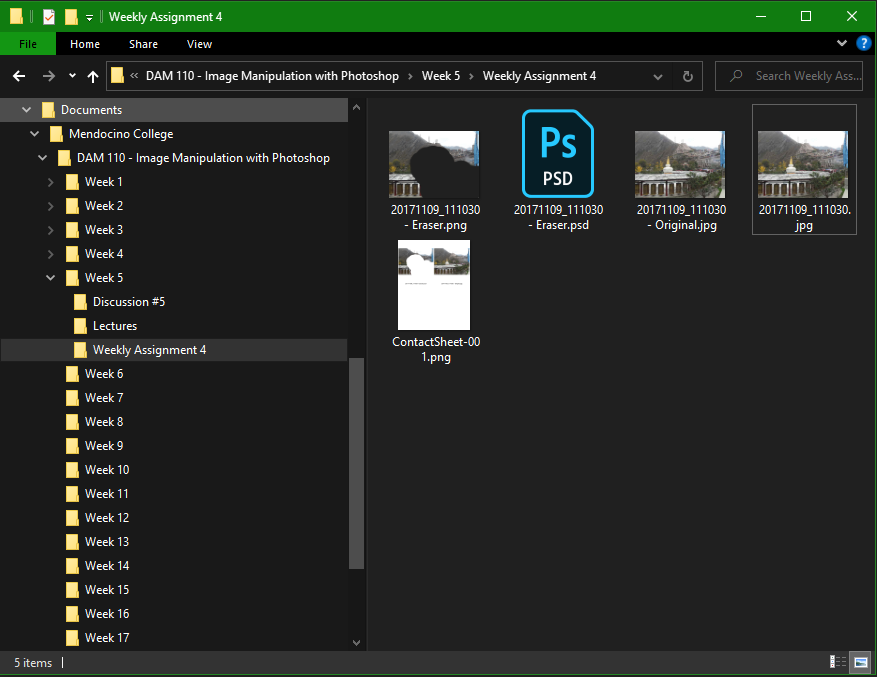 Weekly Assignment 4
File Home Share View
« DAM 110 - Image Manipulation with Photoshop › Week 5 › Weekly Assignment 4
Search Weekly Ass...
Documents
Mendocino College
DAM 110 - Image Manipulation with Photoshop
Week 1
Week 2
Week 3
Week 4
Week 5
Discussion #5
Lectures
Weekly Assignment 4
Week 6
Week 7
Week 8
Week 9
Week 10
Week 11
Week 12
Week 13
Week 14
Week 15
Week 16
Week 17
20171109_111030
- Eraser.png
Ps
PSD
20171109_111030
- Eraser.psd
20171109_111030
- Original.jpg
20171109_111030.
jpg
ContactSheet-00
1.png
5 items